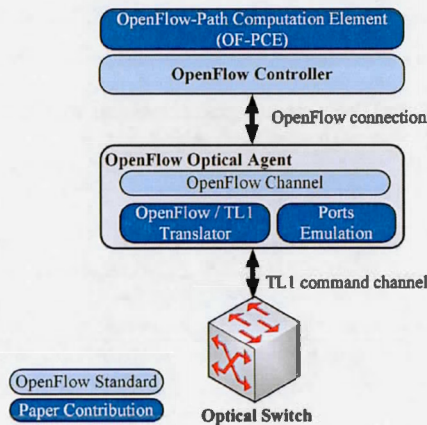 OpenFlow-Path Computation Element
(OF-PCE)
OpenFlow Controller
OpenFlow connection
OpenFlow Optical Agent
OpenFlow Channel
OpenFlow / TL1
Translator
Ports
Emulation
TL1 command channel
OpenFlow Standard
Paper Contribution
Optical Switch